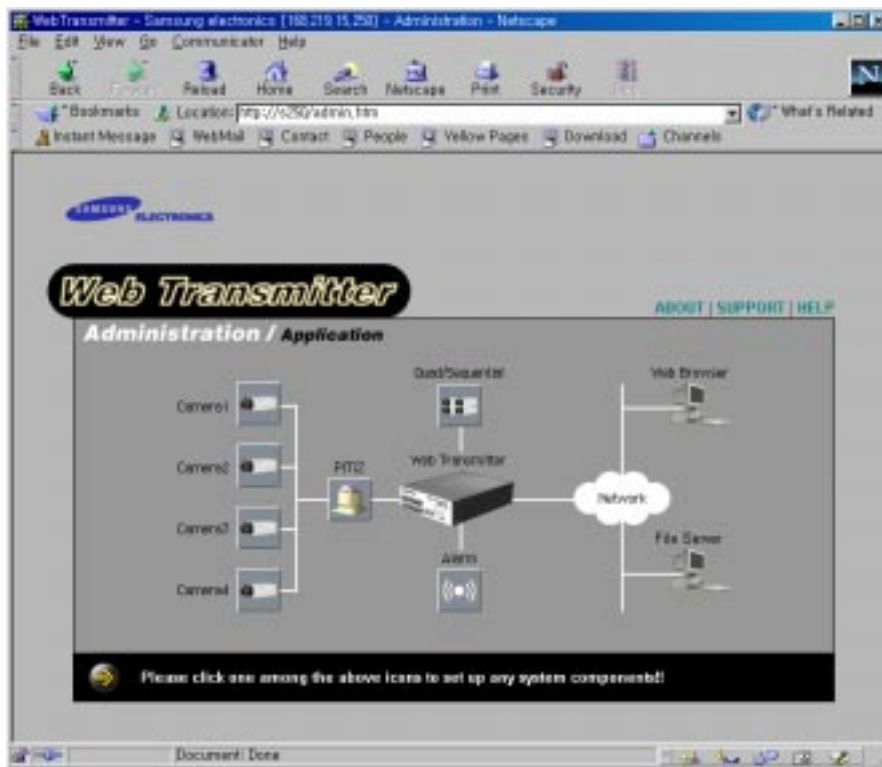 WebTransmitter - Samsung electronics [168.219.15.250] - Administration - Netscape
File Edit View Go Communicator Help
Back Forward Reload Home Search Netscape Print Security
Bookmarks Location: http://s250/admin.htm What's Related
Instant Message WebMail Contact People Yellow Pages Download Channels
SAMSUNG ELECTRONICS
Web Transmitter
ABOUT | SUPPORT | HELP
Administration / Application
Quad/Sequential
Web Browser
Camera1
Camera2
PTZ
Web Transmitter
Network
Camera3
File Server
Alarm
Camera4
Please click one among the above icons to set up any system components!!
Document: Done